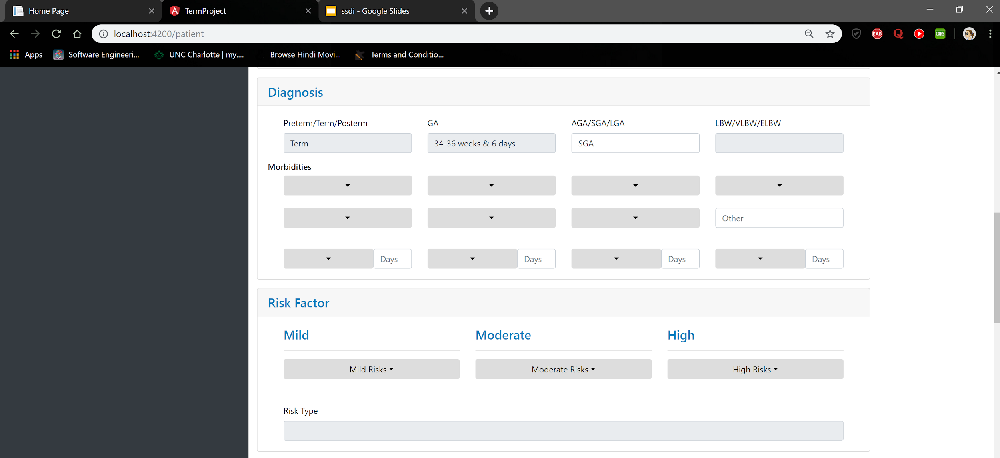 Home Page
TermProject
ssdi - Google Slides
localhost:4200/patient
EAB
Q
CORS
Apps
Software Engineeri...
UNC Charlotte | my....
Browse Hindi Movi...
Terms and Conditio...
Diagnosis
Preterm/Term/Posterm GA AGA/SGA/LGA LBW/VLBW/ELBW
Term 34-36 weeks & 6 days SGA
Morbidities
Other
Days Days Days Days
Risk Factor
Mild Moderate High
Mild Risks Moderate Risks High Risks
Risk Type